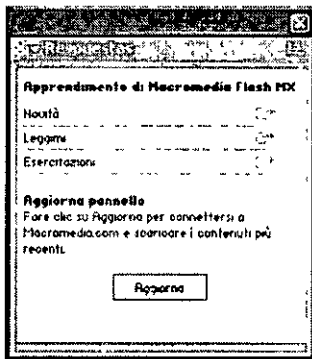 Apprendimento di Macromedia Flash MX
Novità
Leggimi
Esercitazioni
Aggiorna pannello
Fare clic su Aggiorna per connettersi a
Macromedia.com e scaricare i contenuti più
recenti.
Aggiorna